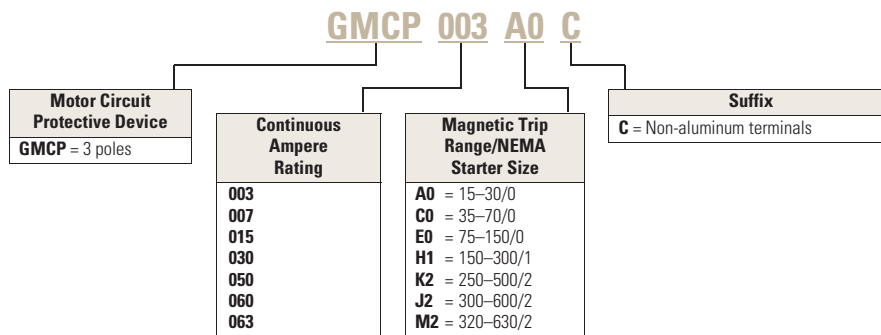 GMCP 003 A0 C
Motor Circuit
Protective Device
GMCP = 3 poles
Continuous
Ampere
Rating
003
007
015
030
050
060
063
Magnetic Trip
Range/NEMA
Starter Size
A0 = 15–30/0
C0 = 35–70/0
E0 = 75–150/0
H1 = 150–300/1
K2 = 250–500/2
J2 = 300–600/2
M2 = 320–630/2
Suffix
C = Non-aluminum terminals